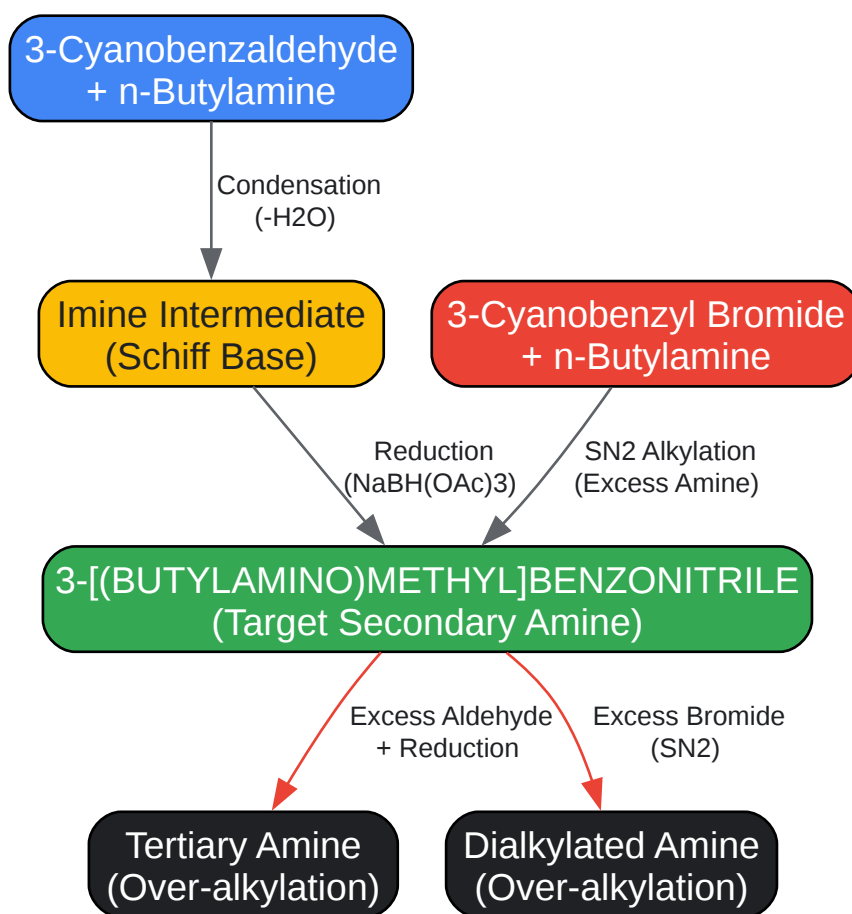 3-Cyanobenzaldehyde
+ n-Butylamine
Condensation
(-H2O)
Imine Intermediate
(Schiff Base)
3-Cyanobenzyl Bromide
+ n-Butylamine
Reduction
(NaBH(OAc)3)
SN2 Alkylation
(Excess Amine)
3-[(BUTYLAMINO)METHYL]BENZONITRILE
(Target Secondary Amine)
Excess Aldehyde
+ Reduction
Excess Bromide
(SN2)
Tertiary Amine
(Over-alkylation)
Dialkylated Amine
(Over-alkylation)